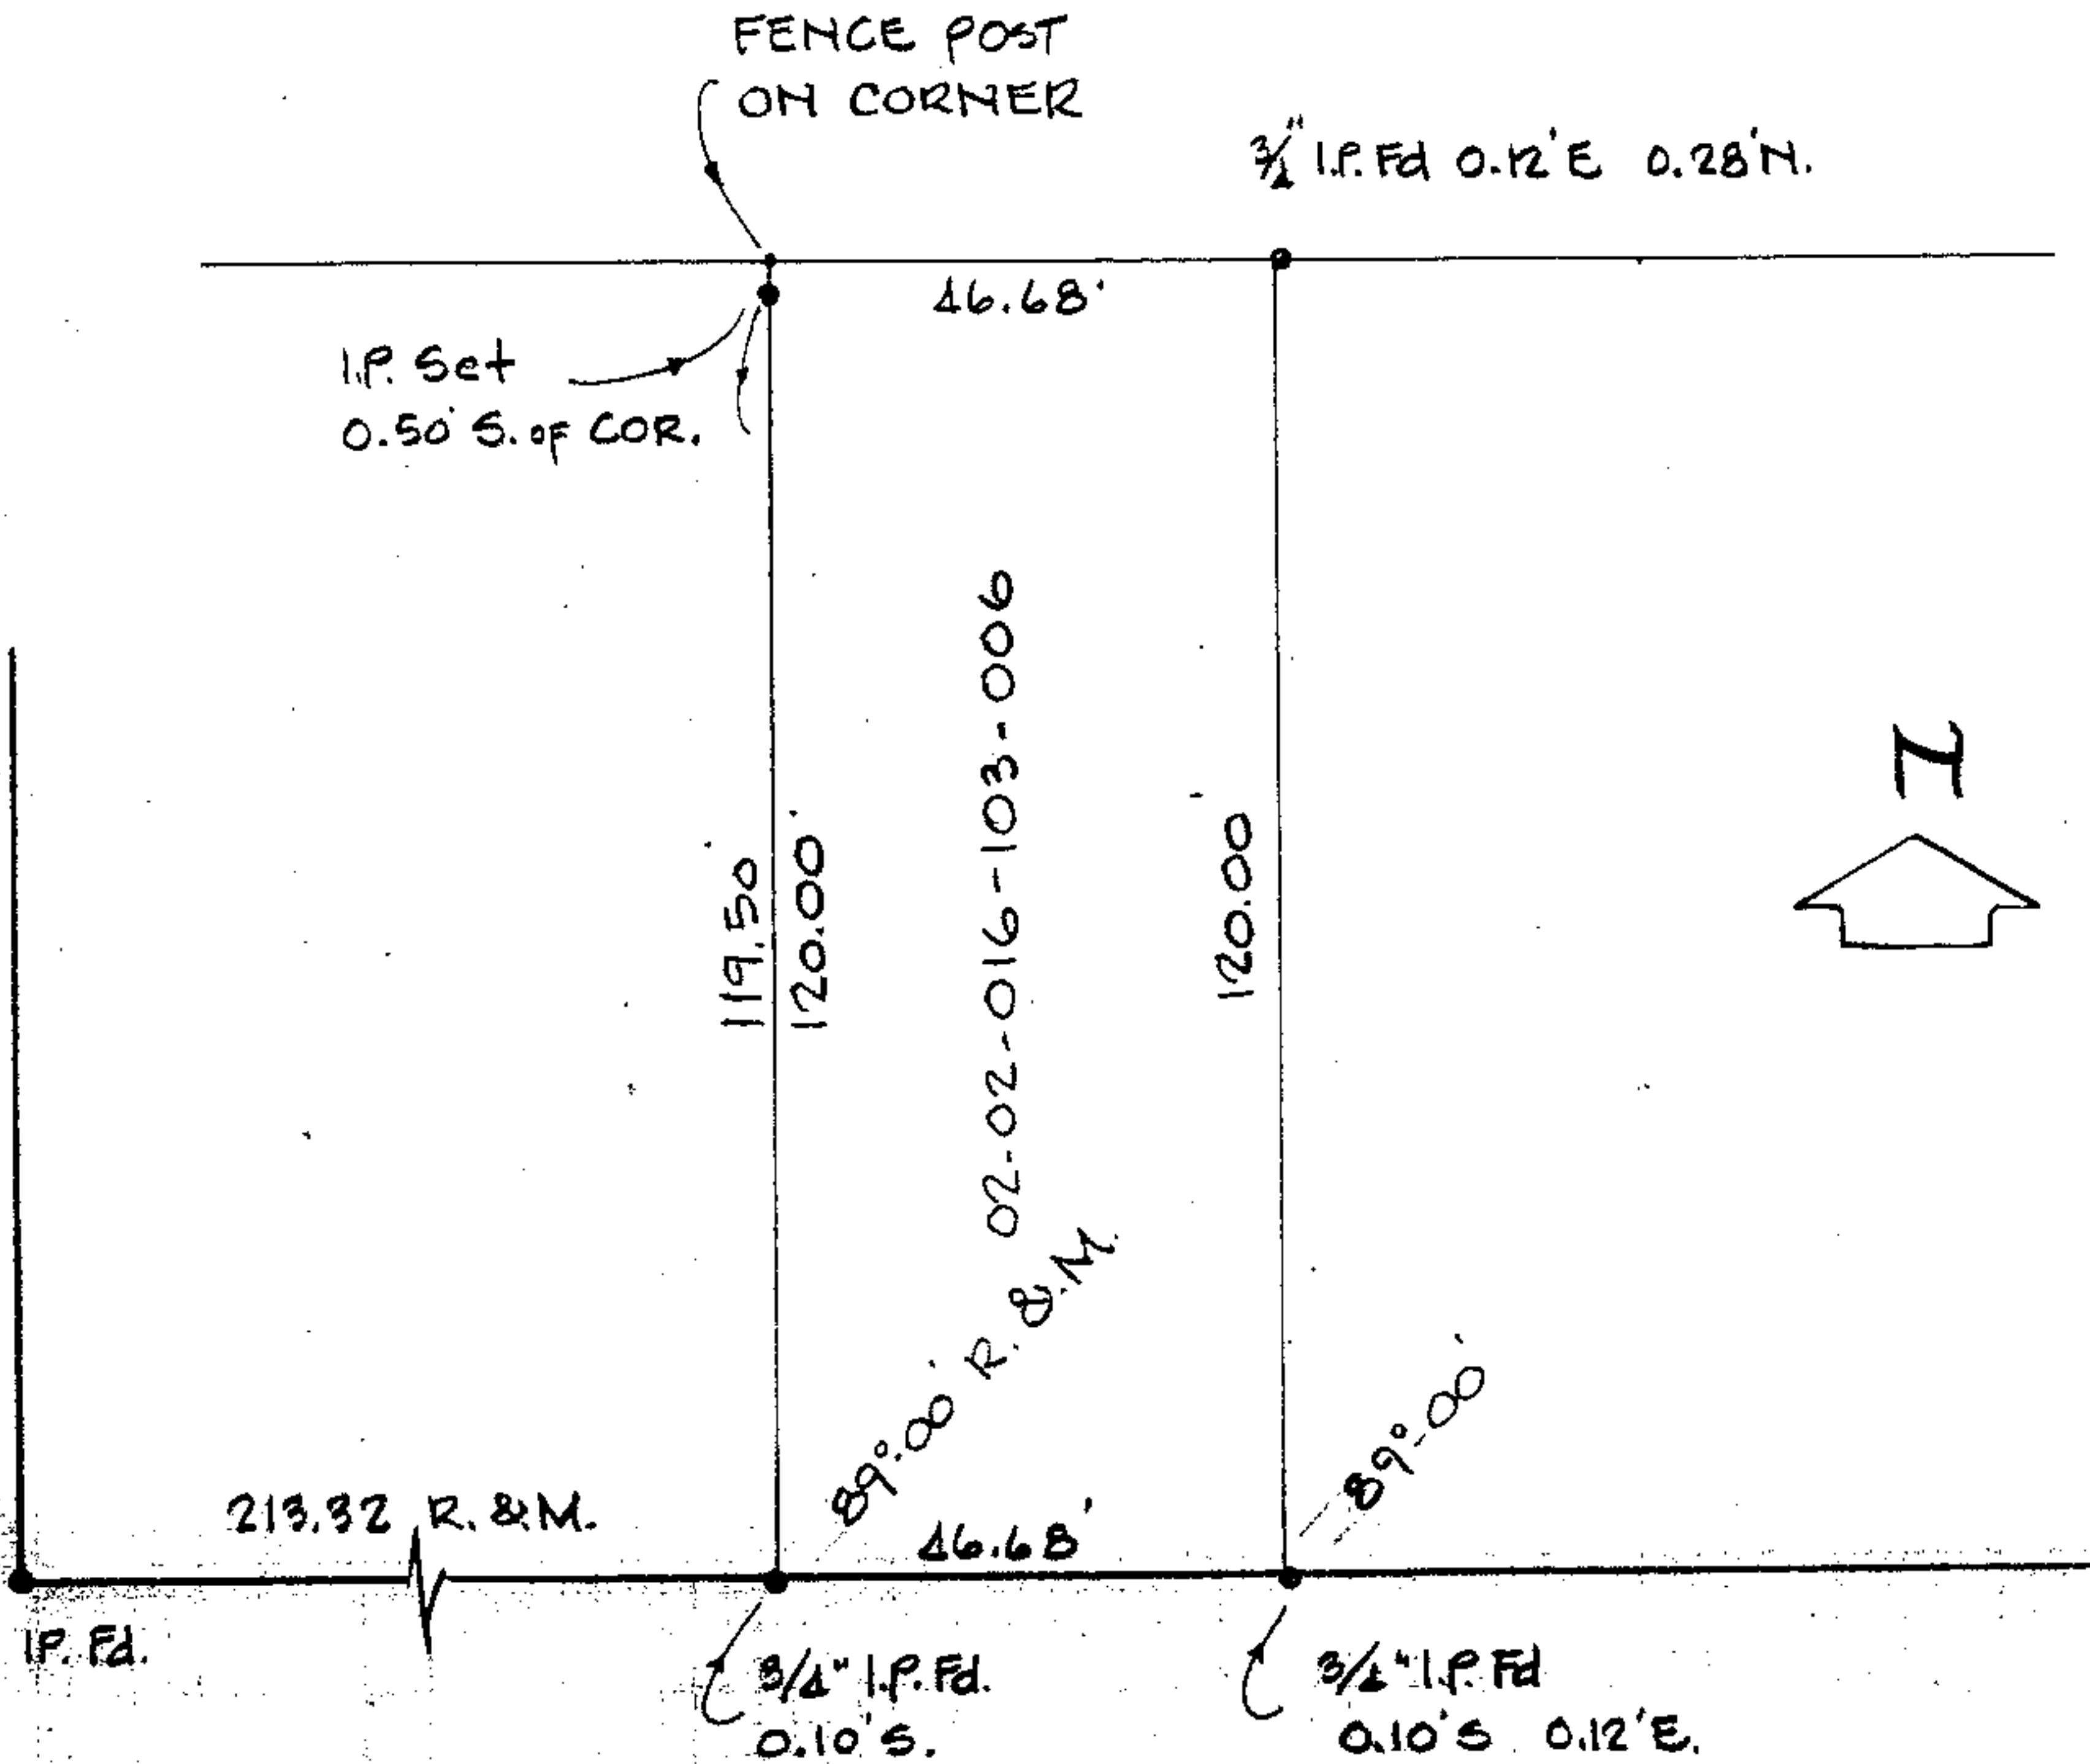 FENCE POST
ON CORNER
3/4" I.P. Fd 0.12'E 0.28'N.
46.68'
I.P. Set
0.50' S. OF COR.
119.50
120.00'
02-02-016-103-006
120.00
N
89°-00' R. & M.
89°-00'
213.32 R. & M.
46.68'
I.P. Fd.
3/4" I.P. Fd.
0.10'S.
3/4" I.P. Fd
0.10'S 0.12'E.